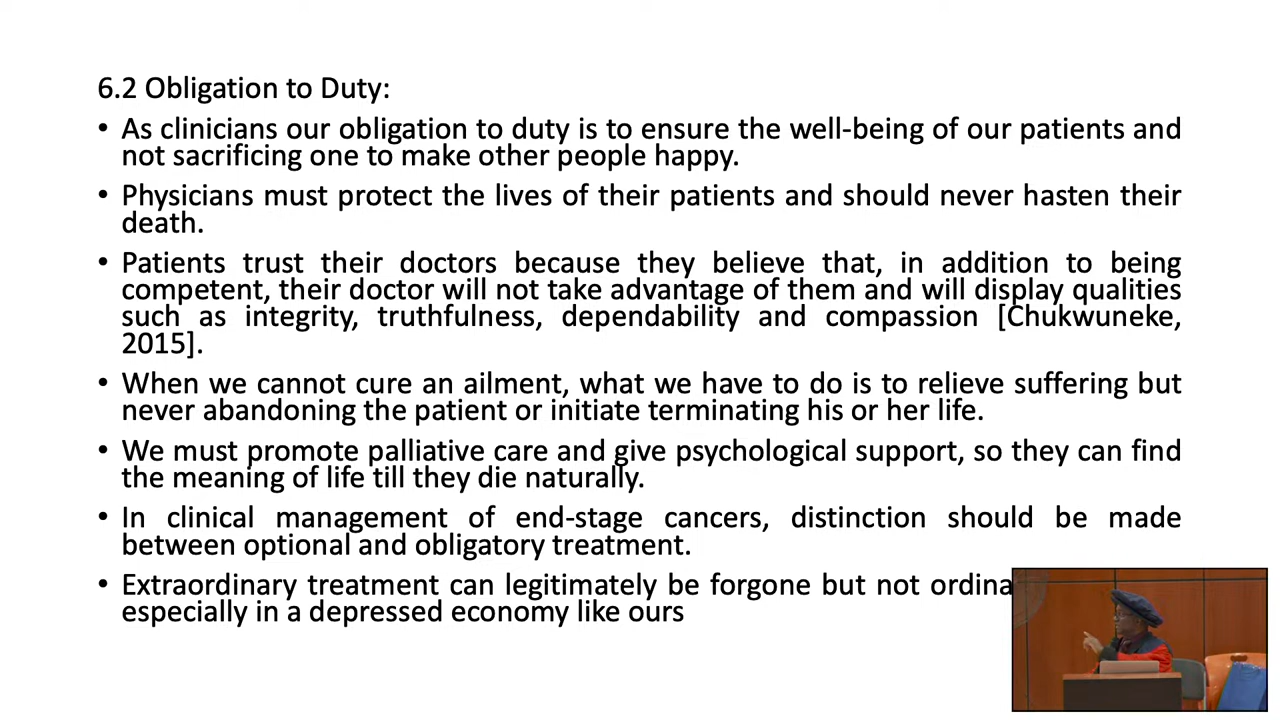 6.2 Obligation to Duty:
• As clinicians our obligation to duty is to ensure the well-being of our patients and
not sacrificing one to make other people happy.
• Physicians must protect the lives of their patients and should never hasten their
death.
• Patients trust their doctors because they believe that, in addition to being
competent, their doctor will not take advantage of them and will display qualities
such as integrity, truthfulness, dependability and compassion [Chukwuneke,
2015].
• When we cannot cure an ailment, what we have to do is to relieve suffering but
never abandoning the patient or initiate terminating his or her life.
• We must promote palliative care and give psychological support, so they can find
the meaning of life till they die naturally.
• In clinical management of end-stage cancers, distinction should be made
between optional and obligatory treatment.
• Extraordinary treatment can legitimately be forgone but not
especially in a depressed economy like ours